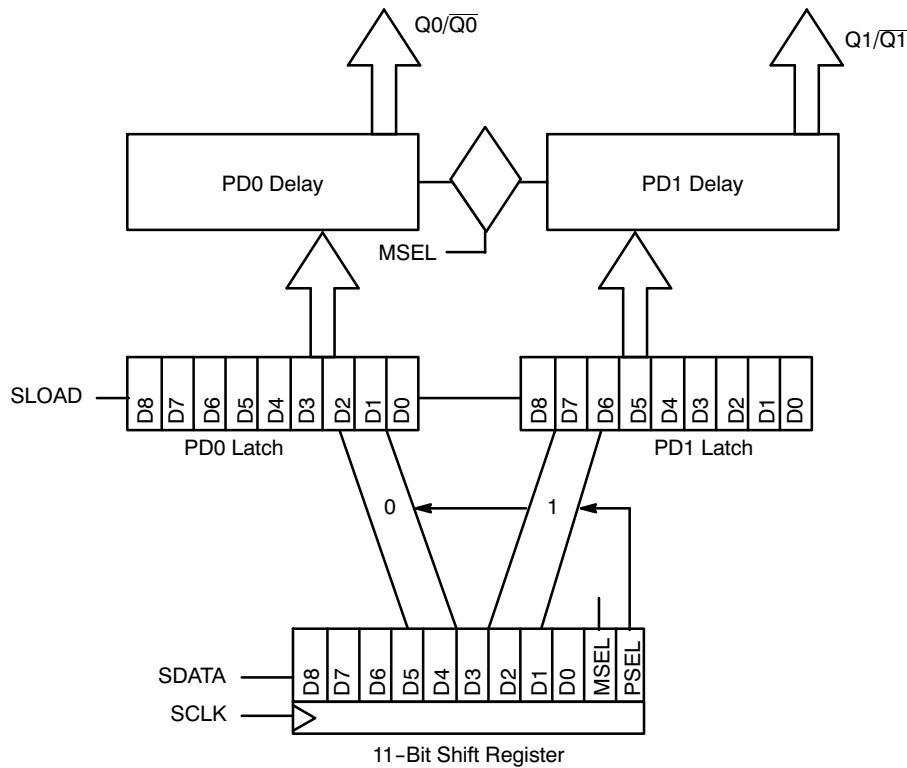 Q0/Q0
Q1/Q1
PD0 Delay
PD1 Delay
MSEL
SLOAD
D8 D7 D6 D5 D4 D3 D2 D1 D0
D8 D7 D6 D5 D4 D3 D2 D1 D0
PD0 Latch
PD1 Latch
0
1
SDATA
D8 D7 D6 D5 D4 D3 D2 D1 D0 MSEL PSEL
SCLK
11-Bit Shift Register